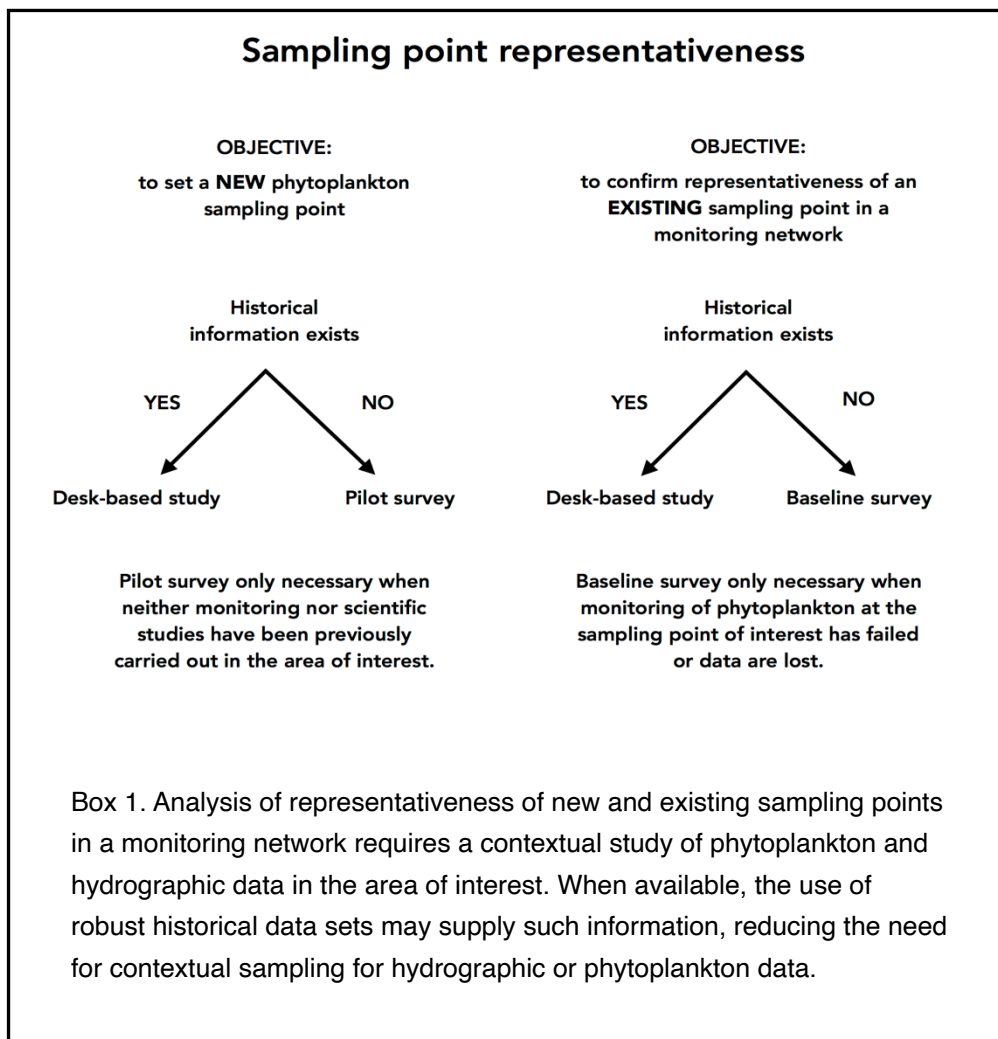 Sampling point representativeness
OBJECTIVE:
to set a NEW phytoplankton
sampling point
Historical
information exists
YES
NO
Desk-based study
Pilot survey
Pilot survey only necessary when
neither monitoring nor scientific
studies have been previously
carried out in the area of interest.
OBJECTIVE:
to confirm representativeness of an
EXISTING sampling point in a
monitoring network
Historical
information exists
YES
NO
Desk-based study
Baseline survey
Baseline survey only necessary when
monitoring of phytoplankton at the
sampling point of interest has failed
or data are lost.
Box 1. Analysis of representativeness of new and existing sampling points
in a monitoring network requires a contextual study of phytoplankton and
hydrographic data in the area of interest. When available, the use of
robust historical data sets may supply such information, reducing the need
for contextual sampling for hydrographic or phytoplankton data.